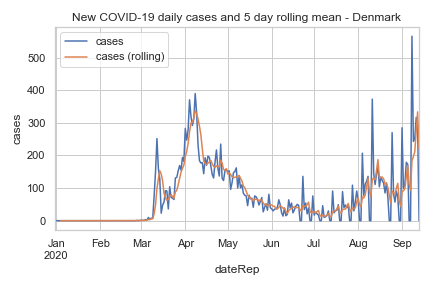 New COVID-19 daily cases and 5 day rolling mean - Denmark
cases
cases (rolling)
500
400
300
200
100
0
cases
Jan Feb Mar Apr May Jun Jul Aug Sep
2020
dateRep